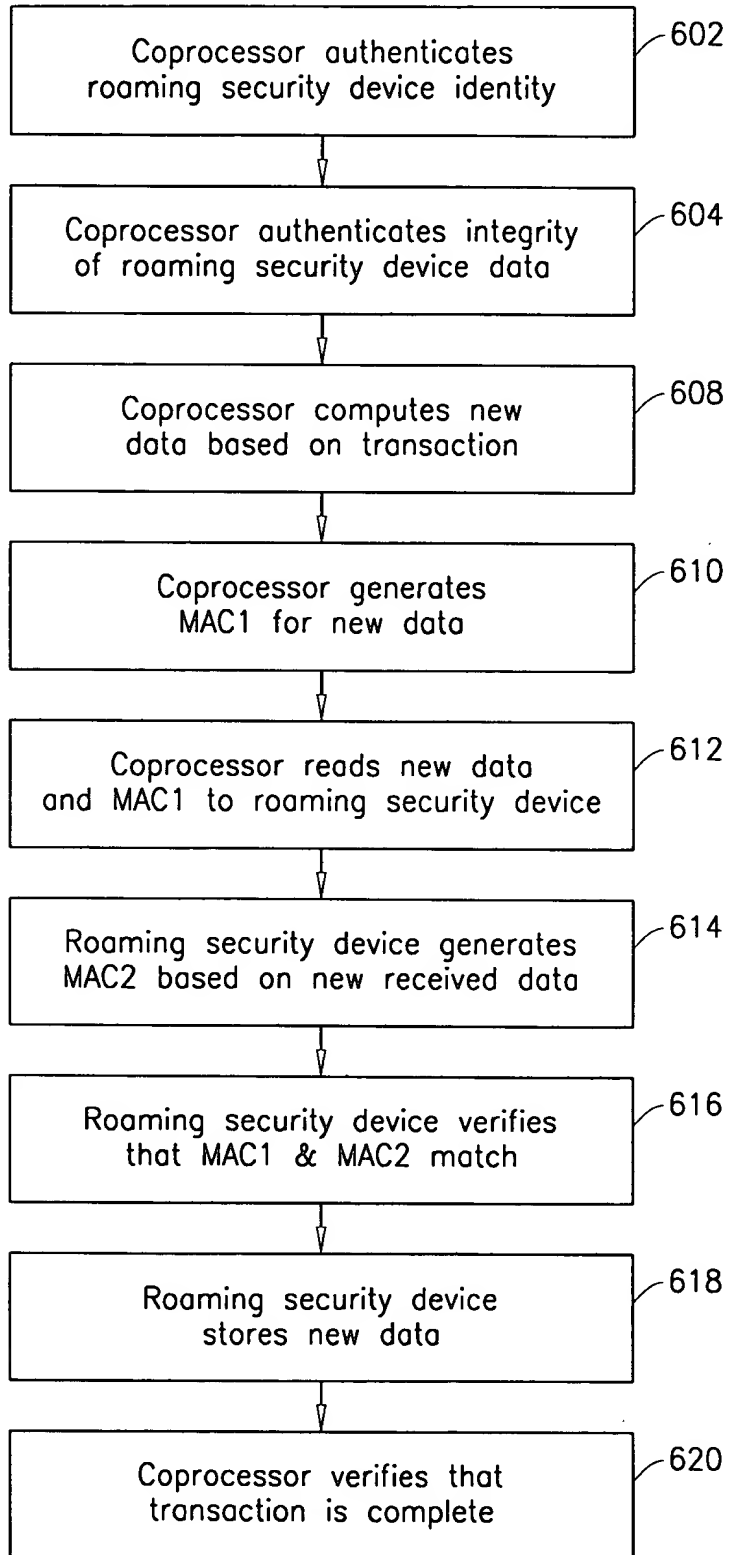 Coprocessor authenticates
roaming security device identity
602
Coprocessor authenticates integrity
of roaming security device data
604
Coprocessor computes new
data based on transaction
608
Coprocessor generates
MAC1 for new data
610
Coprocessor reads new data
and MAC1 to roaming security device
612
Roaming security device generates
MAC2 based on new received data
614
Roaming security device verifies
that MAC1 & MAC2 match
616
Roaming security device
stores new data
618
Coprocessor verifies that
transaction is complete
620